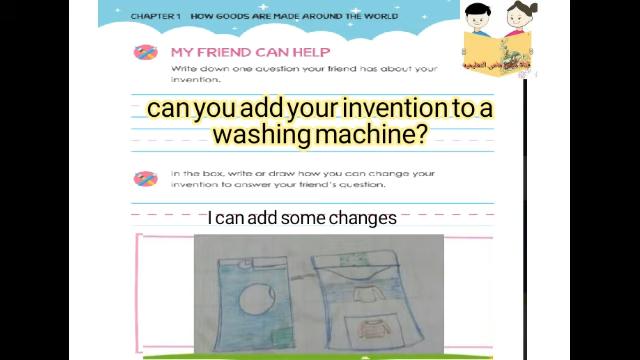 CHAPTER 1 HOW GOODS ARE MADE AROUND THE WORLD
MY FRIEND CAN HELP
Write down one question your friend has about your
invention.
can you add your invention to a
washing machine?
In the box, write or draw how you can change your
invention to answer your friend's question.
I can add some changes